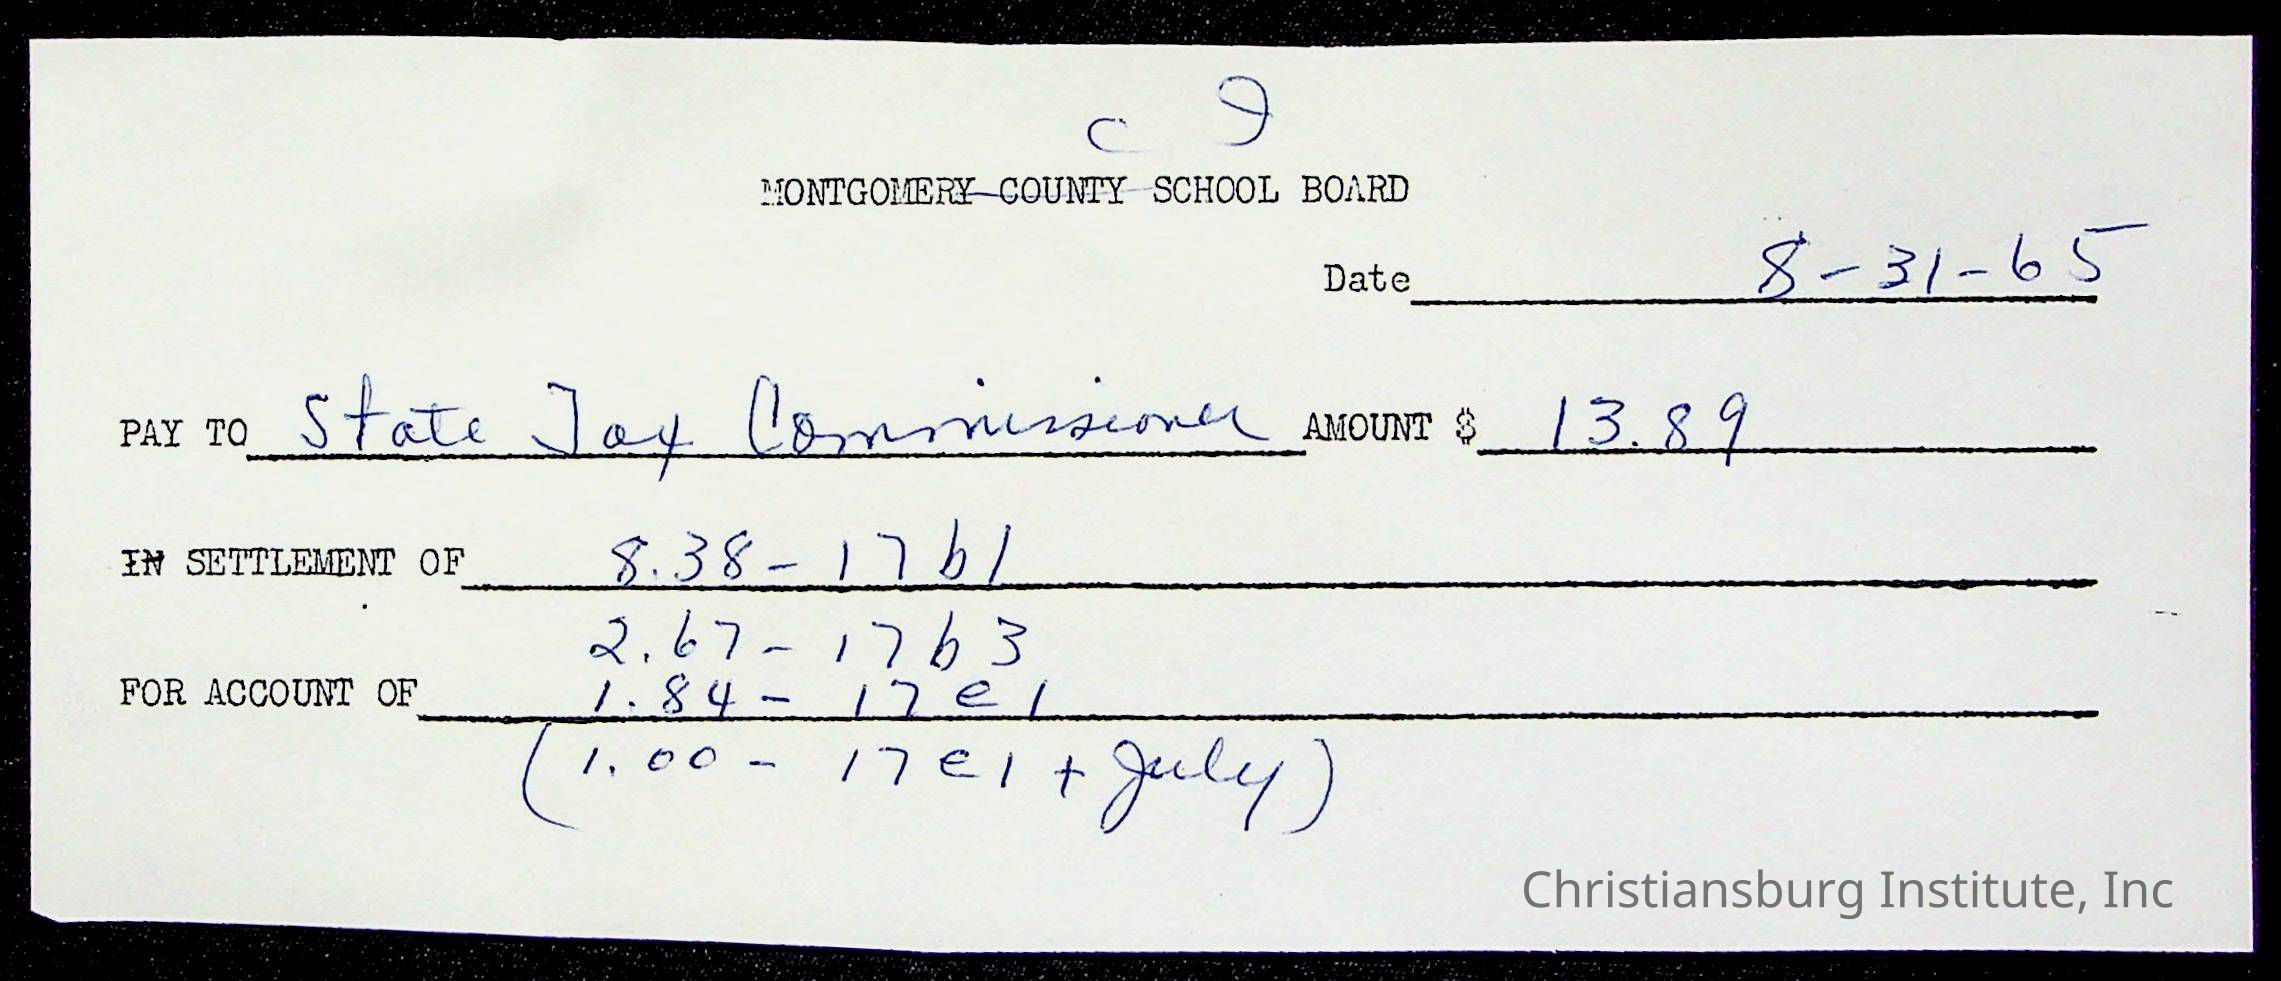 C I
MONTGOMERY COUNTY SCHOOL BOARD
Date 8-31-65
PAY TO State Tax Commissioner AMOUNT $ 13.89
IN SETTLEMENT OF 8.38 - 17b1
2.67 - 17b3
FOR ACCOUNT OF 1.84 - 17e1
(1.00 - 17e1 + July)
Christiansburg Institute, Inc